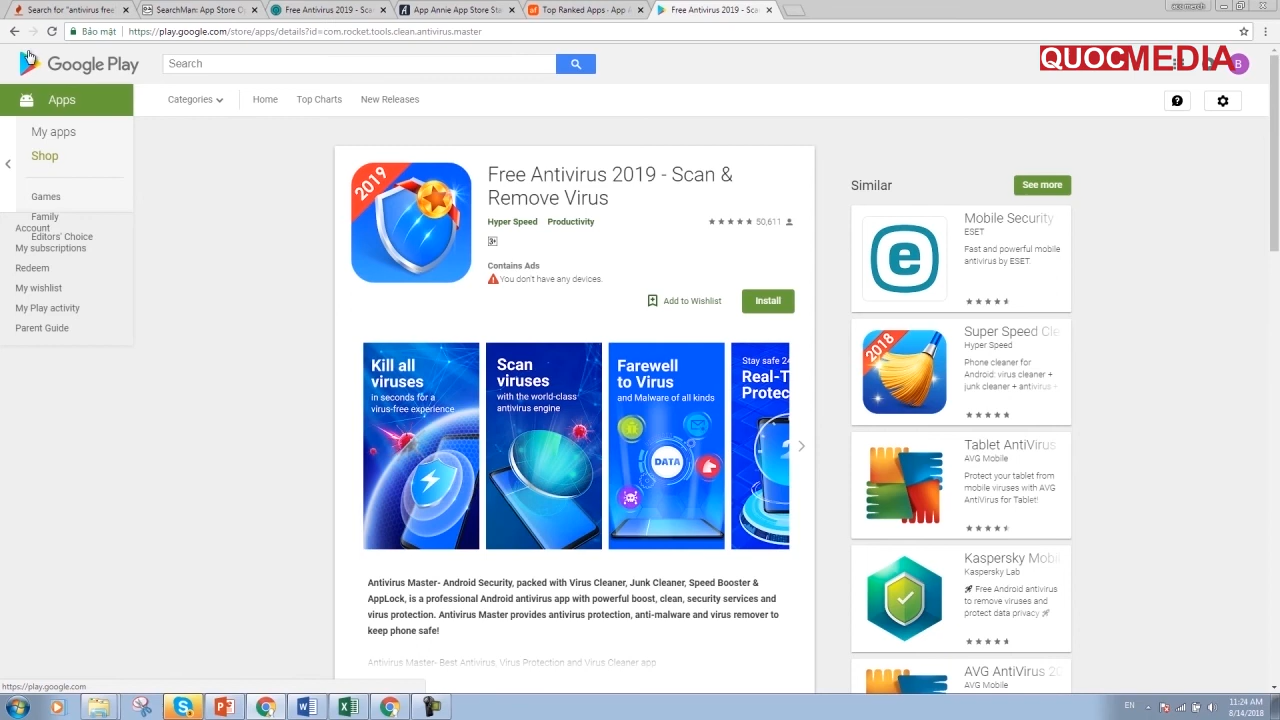 Search for "antivirus free"
SearchMan: App Store O
Free Antivirus 2019 - Scan
App Annie App Store Sta
Top Ranked Apps - App
Free Antivirus 2019 - Sc
Bảo mật
https://play.google.com/store/apps/details?id=com.rocket.tools.clean.antivirus.master
Google Play
Search
QUOCMEDIA
B
Apps
Categories
Home
Top Charts
New Releases
My apps
Shop
Games
Family
Account
Editors' Choice
My subscriptions
Redeem
My wishlist
My Play activity
Parent Guide
2019
Free Antivirus 2019 - Scan &
Remove Virus
Hyper Speed Productivity
50,611
3+
Contains Ads
You don't have any devices.
Add to Wishlist
Install
Kill all
viruses
in seconds for a
virus-free experience
Scan
viruses
with the world-class
antivirus engine
Farewell
to Virus
and Malware of all kinds
DATA
Stay safe 24
Real-T
Protec
Antivirus Master- Android Security, packed with Virus Cleaner, Junk Cleaner, Speed Booster &
AppLock, is a professional Android antivirus app with powerful boost, clean, security services and
virus protection. Antivirus Master provides antivirus protection, anti-malware and virus remover to
keep phone safe!
Antivirus Master- Best Antivirus, Virus Protection and Virus Cleaner app
Similar
See more
Mobile Security
ESET
Fast and powerful mobile
antivirus by ESET.
2018
Super Speed Cle
Hyper Speed
Phone cleaner for
Android: virus cleaner +
junk cleaner + antivirus +
Tablet AntiVirus
AVG Mobile
Protect your tablet from
mobile viruses with AVG
AntiVirus for Tablet!
Kaspersky Mobi
Kaspersky Lab
Free Android antivirus
to remove viruses and
protect data privacy
AVG AntiVirus 20
AVG Mobile
https://play.google.com
EN
11:24 AM
8/14/2018